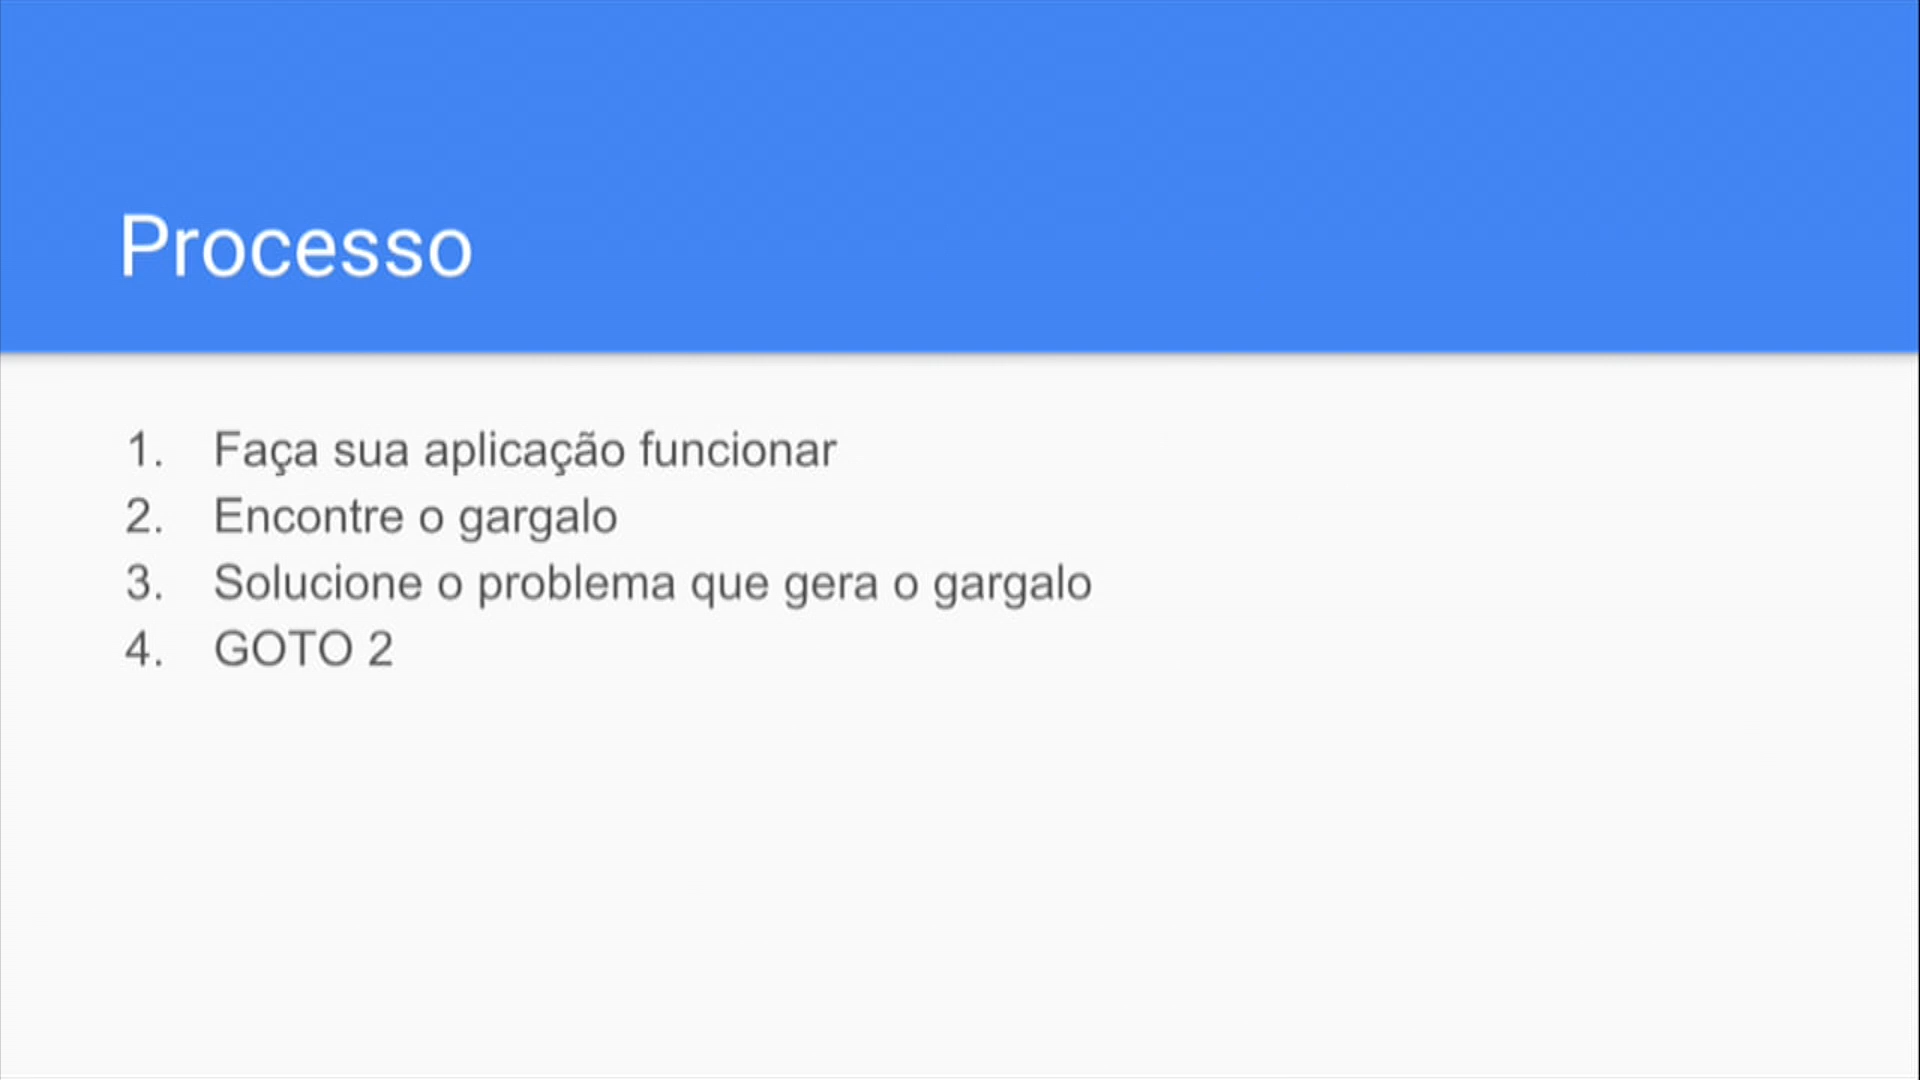 Processo
1. Faça sua aplicação funcionar
2. Encontre o gargalo
3. Solucione o problema que gera o gargalo
4. GOTO 2